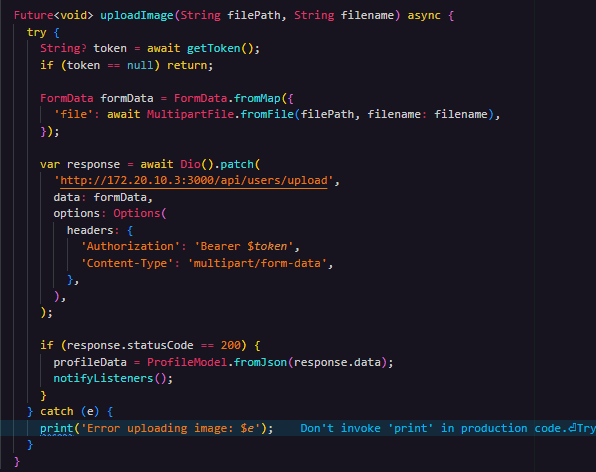 Future<void> uploadImage(String filePath, String filename) async {
try {
String? token = await getToken();
if (token == null) return;
FormData formData = FormData.fromMap({
'file': await MultipartFile.fromFile(filePath, filename: filename),
});
var response = await Dio().patch(
'http://172.20.10.3:3000/api/users/upload',
data: formData,
options: Options(
headers: {
'Authorization': 'Bearer $token',
'Content-Type': 'multipart/form-data',
},
),
);
if (response.statusCode == 200) {
profileData = ProfileModel.fromJson(response.data);
notifyListeners();
}
} catch (e) {
print('Error uploading image: $e'); Don't invoke 'print' in production code.⏎Try
}
}